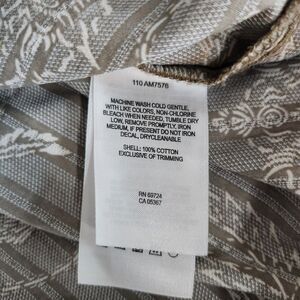 110 AM7576
MACHINE WASH COLD GENTLE,
WITH LIKE COLORS, NON-CHLORINE
BLEACH WHEN NEEDED, TUMBLE DRY
LOW, REMOVE PROMPTLY, IRON
MEDIUM, IF PRESENT DO NOT IRON
DECAL, DRYCLEANABLE
SHELL: 100% COTTON
EXCLUSIVE OF TRIMMING
RN 69724
CA 05367